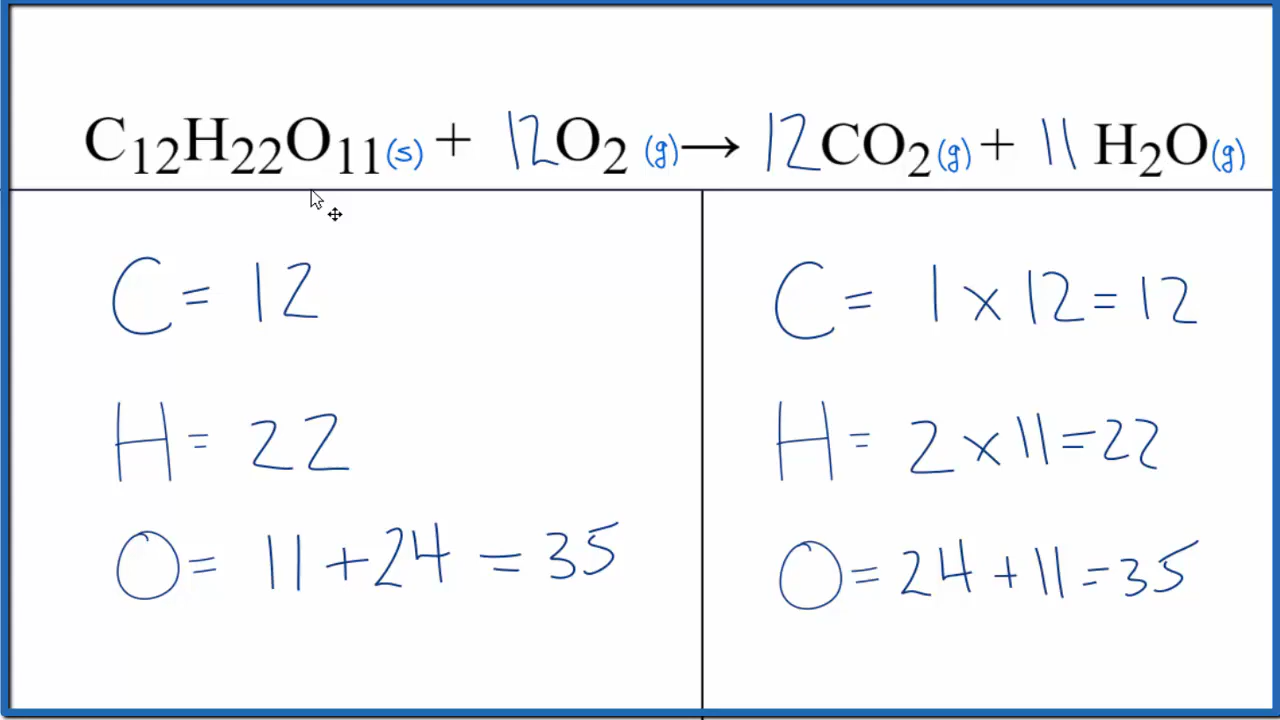 C₁₂H₂₂O₁₁(s) + 12O₂ (g) → 12CO₂(g) + 11 H₂O(g)
C = 12
H = 22
O = 11 + 24 = 35
C = 1 x 12 = 12
H = 2 x 11 = 22
O = 24 + 11 = 35